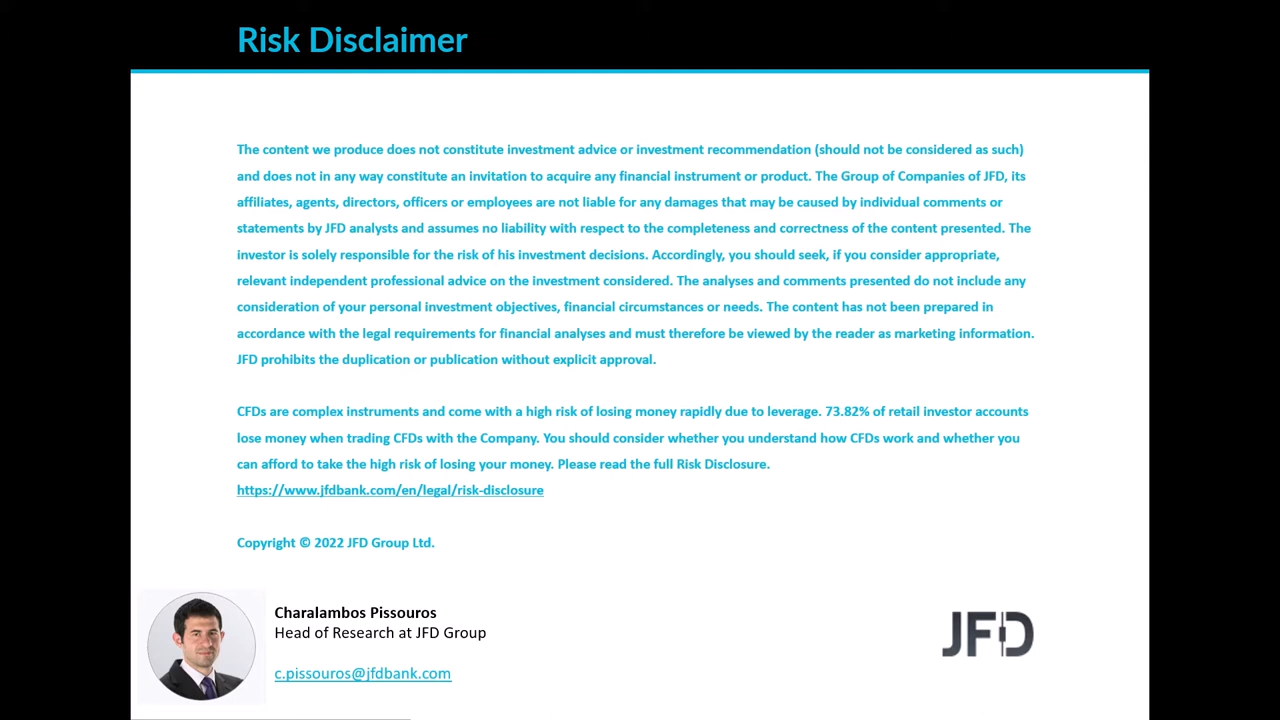 Risk Disclaimer
The content we produce does not constitute investment advice or investment recommendation (should not be considered as such)
and does not in any way constitute an invitation to acquire any financial instrument or product. The Group of Companies of JFD, its
affiliates, agents, directors, officers or employees are not liable for any damages that may be caused by individual comments or
statements by JFD analysts and assumes no liability with respect to the completeness and correctness of the content presented. The
investor is solely responsible for the risk of his investment decisions. Accordingly, you should seek, if you consider appropriate,
relevant independent professional advice on the investment considered. The analyses and comments presented do not include any
consideration of your personal investment objectives, financial circumstances or needs. The content has not been prepared in
accordance with the legal requirements for financial analyses and must therefore be viewed by the reader as marketing information.
JFD prohibits the duplication or publication without explicit approval.
CFDs are complex instruments and come with a high risk of losing money rapidly due to leverage. 73.82% of retail investor accounts
lose money when trading CFDs with the Company. You should consider whether you understand how CFDs work and whether you
can afford to take the high risk of losing your money. Please read the full Risk Disclosure.
https://www.jfdbank.com/en/legal/risk-disclosure
Copyright © 2022 JFD Group Ltd.
Charalambos Pissouros
Head of Research at JFD Group
c.pissouros@jfdbank.com
JFD